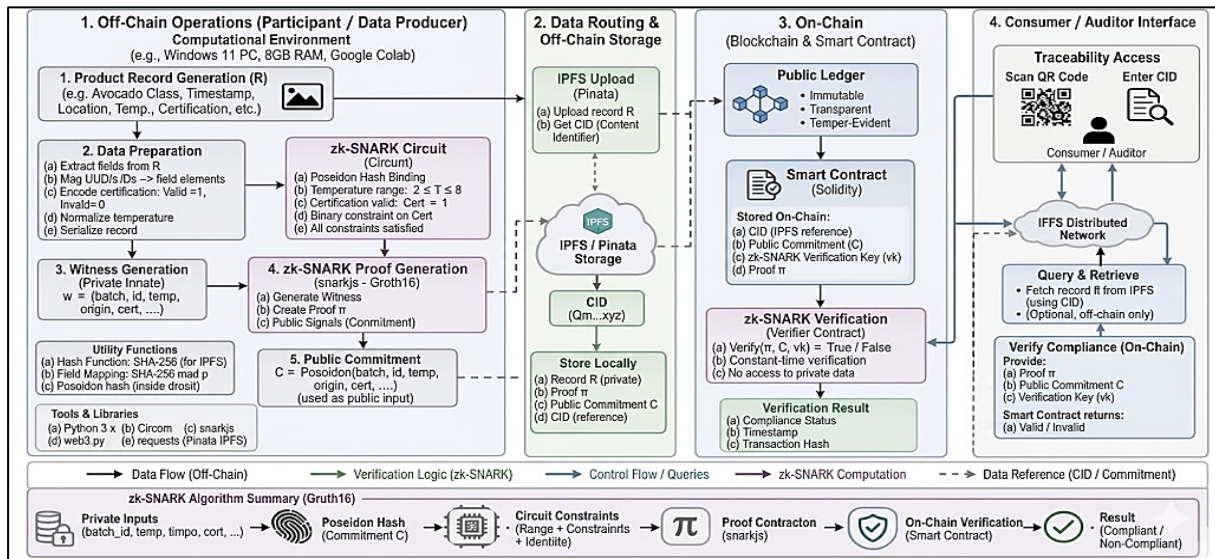 1. Off-Chain Operations (Participant / Data Producer)
Computational Environment
(e.g., Windows 11 PC, 8GB RAM, Google Colab)
1. Product Record Generation (R)
(e.g. Avocado Class, Timestamp,
Location, Temp., Certification, etc.)
2. Data Preparation
(a) Extract fields from R
(b) Mag UUD/s /Ds –> field elements
(c) Encode certification: Valid =1,
Invald= 0
(d) Normalize temperature
(e) Serialize record
zk-SNARK Circuit
(Circumt)
(a) Poseidon Hash Binding
(b) Temperature range: 2 ≤ T ≤ 8
(c) Certification valid: Cert = 1
(d) Binary constraint on Cert
(e) All constraints satisfied
3. Witness Generation
(Private Innate)
w = (batch, id, temp,
origin, cert, ....)
4. zk-SNARK Proof Generation
(snarkjs - Groth16)
(a) Generate Witness
(b) Create Proof π
(c) Public Signals (Commitment)
Utility Functions
(a) Hash Function: SHA-256 (for IPFS)
(b) Field Mapping: SHA-256 mad p
(c) Posoidon hash (inside drosit)
5. Public Commitment
C = Posoidon(batch, id, temp,
origin, cert, ....)
(used as public input)
Tools & Libraries
(a) Python 3 x (b) Circom (c) snarkjs
(d) web3.py (e) requests (Pinata IPFS)
2. Data Routing &
Off-Chain Storage
IPFS Upload
(Pinata)
(a) Upload record R
(b) Get CID (Content
Identifier)
IPFS
IPFS / Pinata
Storage
CID
(Qm...xyz)
Store Locally
(a) Record R (private)
(b) Proof π
(c) Public Commitment C
(d) CID (reference)
3. On-Chain
(Blockchain & Smart Contract)
Public Ledger
• Immutable
• Transparent
• Temper-Evident
Smart Contract
(Solidity)
Stored On-Chain:
(a) CID (IPFS reference)
(b) Public Commitment (C)
(c) zk-SNARK Verification Key (vk)
(d) Proof π
zk-SNARK Verification
(Verifier Contract)
(a) Verify(π, C, vk) = True / False
(b) Constant-time verification
(c) No access to private data
Verification Result
(a) Compliance Status
(b) Timestamp
(c) Transaction Hash
4. Consumer / Auditor Interface
Traceability Access
Scan QR Code Enter CID
Consumer / Auditor
IFFS Distributed
Network
Query & Retrieve
• Fetch record ft from IPFS
(using CID)
• (Optional, off-chain only)
Verify Compliance (On-Chain)
Provide:
(a) Proof π
(b) Public Commitment C
(c) Verification Key (vk)
Smart Contract returns:
(a) Valid / Invalid
Data Flow (Off-Chain) Verification Logic (zk-SNARK) Control Flow / Queries zk-SNARK Computation Data Reference (CID / Commitment)
zk-SNARK Algorithm Summary (Gruth16)
Private Inputs
(batch_id, temp, timpo, cort, ...)
Poseidon Hash
(Commitment C)
Circuit Constraints
(Range + Constrainrts
+ Identiite)
π
Proof Contracton
(snarkjs)
On-Chain Verification
(Smart Contract)
Result
(Compliant /
Non-Compliant)